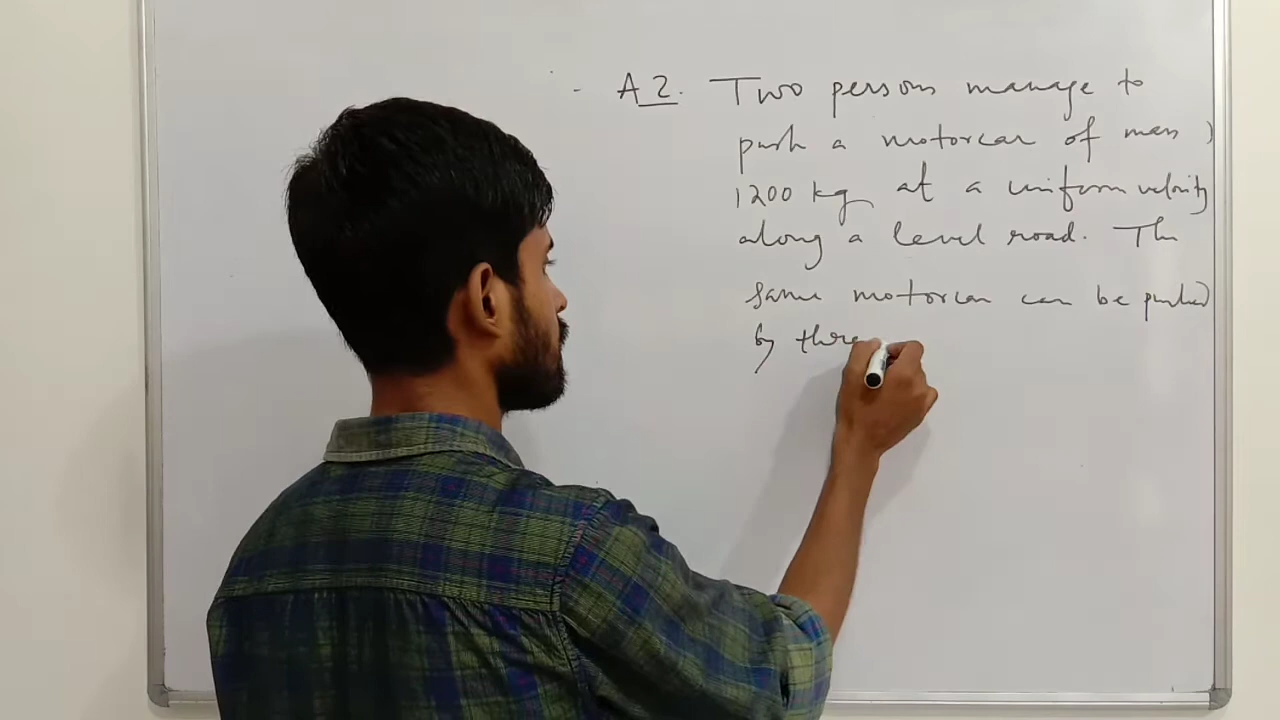 A2. Two persons manage to
push a motorcar of mass
1200 kg at a uniform velocity
along a level road. The
same motorcar can be pushed
by three